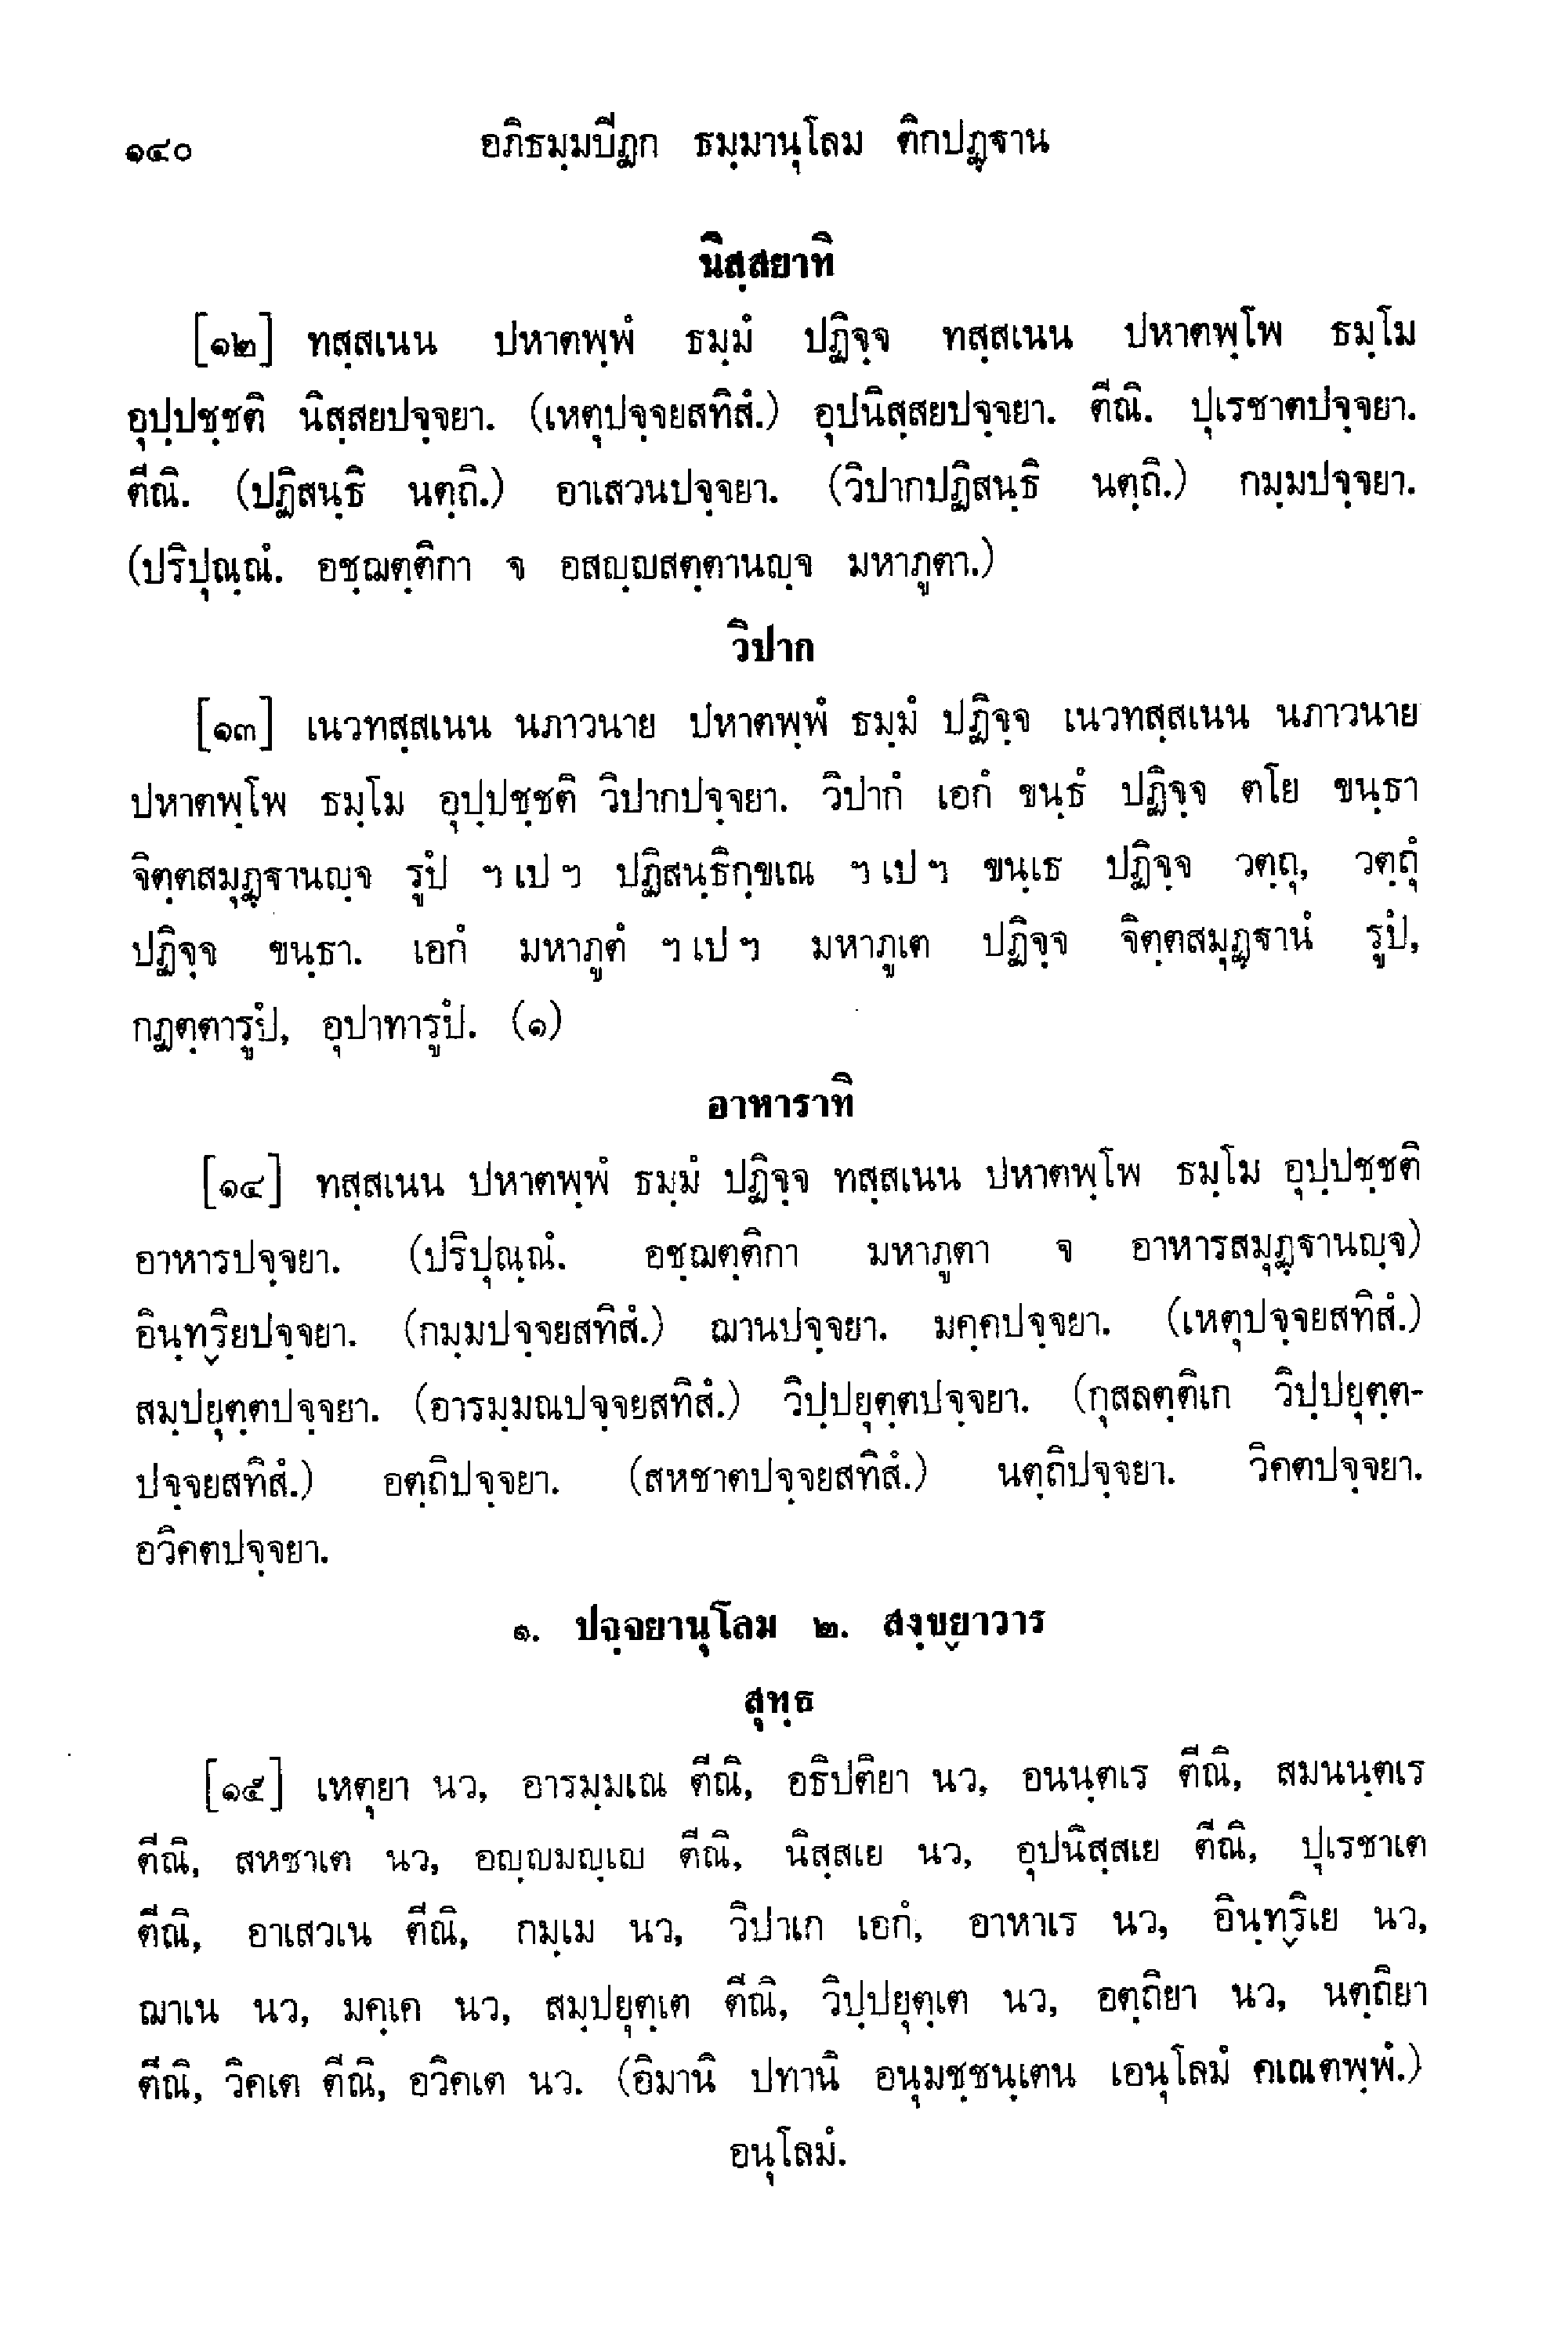 ๑๔๐ อภิธมฺมปิฏก ธมฺมานุโลม ติกปฏฺฐาน
นิสฺสยาทิ
[๑๒] ทสฺสเนน ปหาตพฺพํ ธมฺมํ ปฏิจฺจ ทสฺสเนน ปหาตพฺโพ ธมฺโม
อุปฺปชฺชติ นิสฺสยปจฺจยา. (เหตุปจฺจยสทิสํ.) อุปนิสฺสยปจฺจยา. ตีณิ. ปุเรชาตปจฺจยา.
ตีณิ. (ปฏิสนฺธิ นตฺถิ.) อาเสวนปจฺจยา. (วิปากปฏิสนฺธิ นตฺถิ.) กมฺมปจฺจยา.
(ปริปุณฺณํ. อชฺฌตฺติกา จ อสญฺญสตฺตานญฺจ มหาภูตา.)
วิปาก
[๑๓] เนวทสฺสเนน นภาวนาย ปหาตพฺพํ ธมฺมํ ปฏิจฺจ เนวทสฺสเนน นภาวนาย
ปหาตพฺโพ ธมฺโม อุปฺปชฺชติ วิปากปจฺจยา. วิปากํ เอกํ ขนฺธํ ปฏิจฺจ ตโย ขนฺธา
จิตฺตสมุฏฺฐานญฺจ รูปํ ฯ เป ฯ ปฏิสนฺธิกฺขเณ ฯ เป ฯ ขนฺเธ ปฏิจฺจ วตฺถุ, วตฺถุํ
ปฏิจฺจ ขนฺธา. เอกํ มหาภูตํ ฯ เป ฯ มหาภูเต ปฏิจฺจ จิตฺตสมุฏฺฐานํ รูปํ,
กฏตฺตารูปํ, อุปาทารูปํ. (๑)
อาหาราทิ
[๑๔] ทสฺสเนน ปหาตพฺพํ ธมฺมํ ปฏิจฺจ ทสฺสเนน ปหาตพฺโพ ธมฺโม อุปฺปชฺชติ
อาหารปจฺจยา. (ปริปุณฺณํ. อชฺฌตฺติกา มหาภูตา จ อาหารสมุฏฺฐานญฺจ)
อินฺทฺริยปจฺจยา. (กมฺมปจฺจยสทิสํ.) ฌานปจฺจยา. มคฺคปจฺจยา. (เหตุปจฺจยสทิสํ.)
สมฺปยุตฺตปจฺจยา. (อารมฺมณปจฺจยสทิสํ.) วิปฺปยุตฺตปจฺจยา. (กุสลตฺติเก วิปฺปยุตฺต-
ปจฺจยสทิสํ.) อตฺถิปจฺจยา. (สหชาตปจฺจยสทิสํ.) นตฺถิปจฺจยา. วิคตปจฺจยา.
อวิคตปจฺจยา.
๑. ปจฺจยานุโลม ๒. สงฺขฺยาวาร
สุทฺธ
[๑๕] เหตุยา นว, อารมฺมเณ ตีณิ, อธิปติยา นว, อนนฺตเร ตีณิ, สมนนฺตเร
ตีณิ, สหชาเต นว, อญฺญมญฺเญ ตีณิ, นิสฺสเย นว, อุปนิสฺสเย ตีณิ, ปุเรชาเต
ตีณิ, อาเสวเน ตีณิ, กมฺเม นว, วิปาเก เอกํ, อาหาเร นว, อินฺทฺริเย นว,
ฌาเน นว, มคฺเค นว, สมฺปยุตฺเต ตีณิ, วิปฺปยุตฺเต นว, อตฺถิยา นว, นตฺถิยา
ตีณิ, วิคเต ตีณิ, อวิคเต นว. (อิมานิ ปทานิ อนุมชฺชนฺเตน เอนุโลมํ คเณตพฺพํ.)
อนุโลมํ.